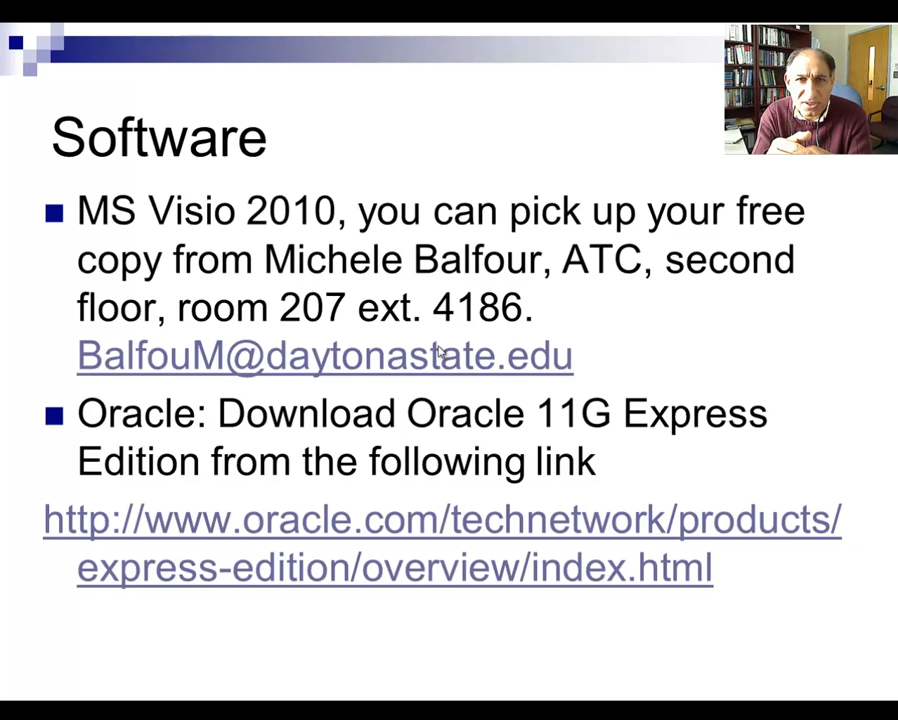 Software
MS Visio 2010, you can pick up your free
copy from Michele Balfour, ATC, second
floor, room 207 ext. 4186.
BalfouM@daytonastate.edu
Oracle: Download Oracle 11G Express
Edition from the following link
http://www.oracle.com/technetwork/products/
express-edition/overview/index.html